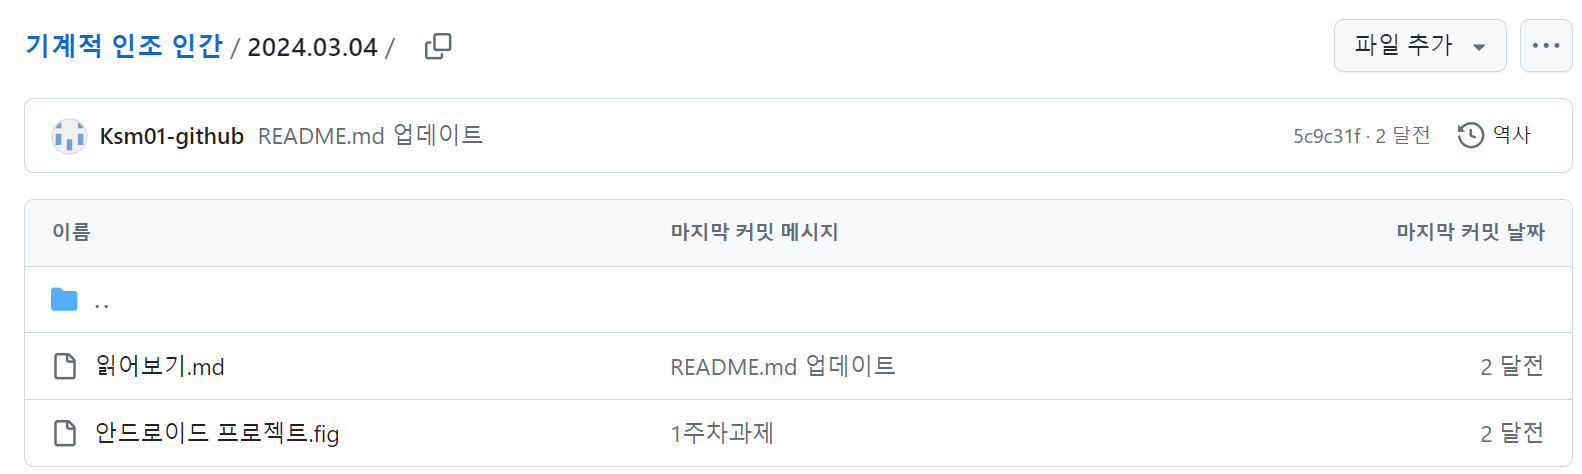 기계적 인조 인간 / 2024.03.04 / 파일 추가
Ksm01-github README.md 업데이트 5c9c31f · 2 달전 역사
이름 마지막 커밋 메시지 마지막 커밋 날짜
..
읽어보기.md README.md 업데이트 2 달전
안드로이드 프로젝트.fig 1주차과제 2 달전